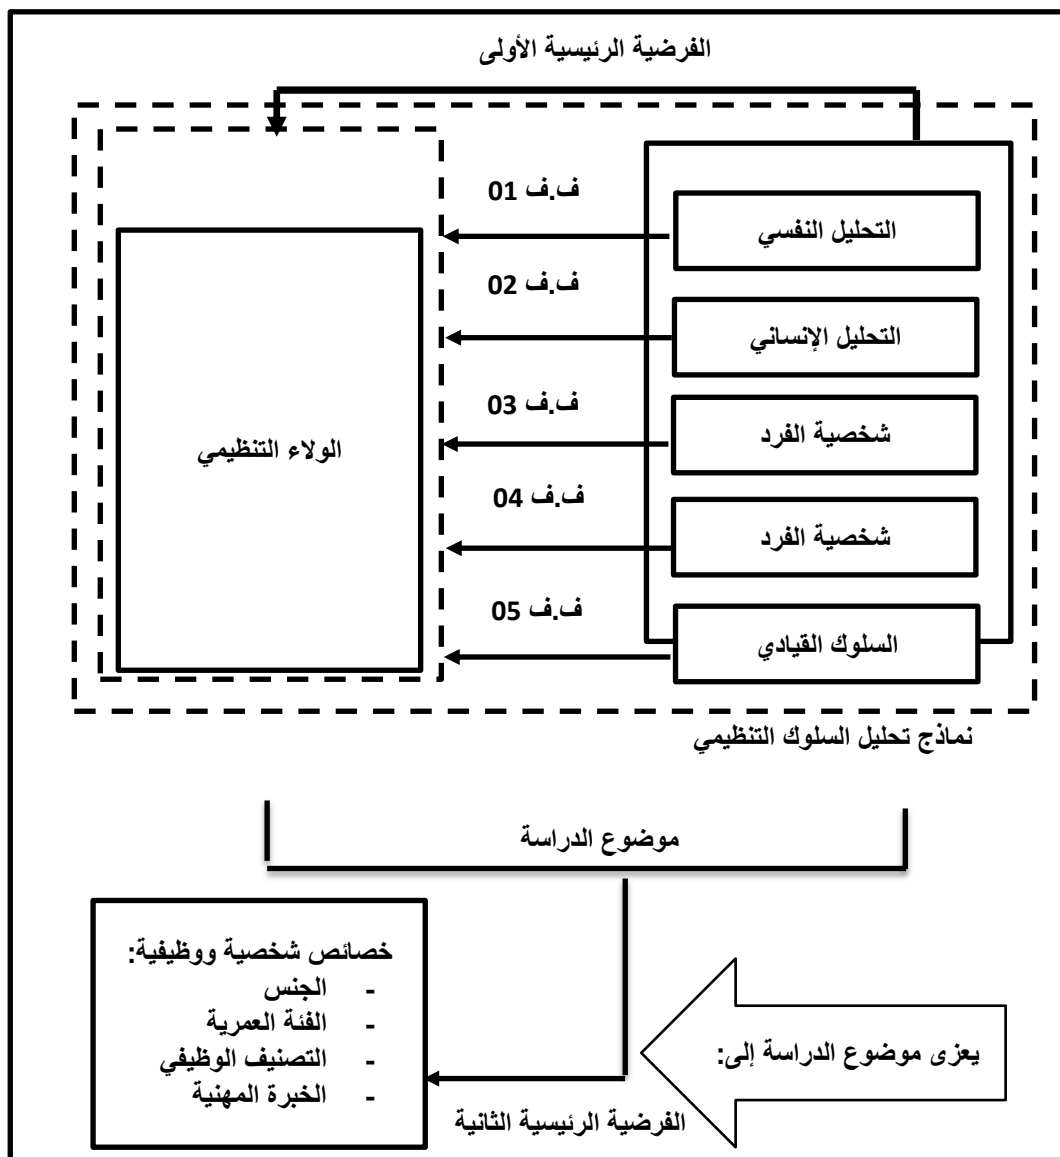 الفرضية الرئيسية الأولى
ف.ف 01
التحليل النفسي
ف.ف 02
التحليل الإنساني
ف.ف 03
شخصية الفرد
الولاء التنظيمي
ف.ف 04
شخصية الفرد
ف.ف 05
السلوك القيادي
نماذج تحليل السلوك التنظيمي
موضوع الدراسة
خصائص شخصية ووظيفية:
- الجنس
- الفئة العمرية
- التصنيف الوظيفي
- الخبرة المهنية
يعزى موضوع الدراسة إلى:
الفرضية الرئيسية الثانية